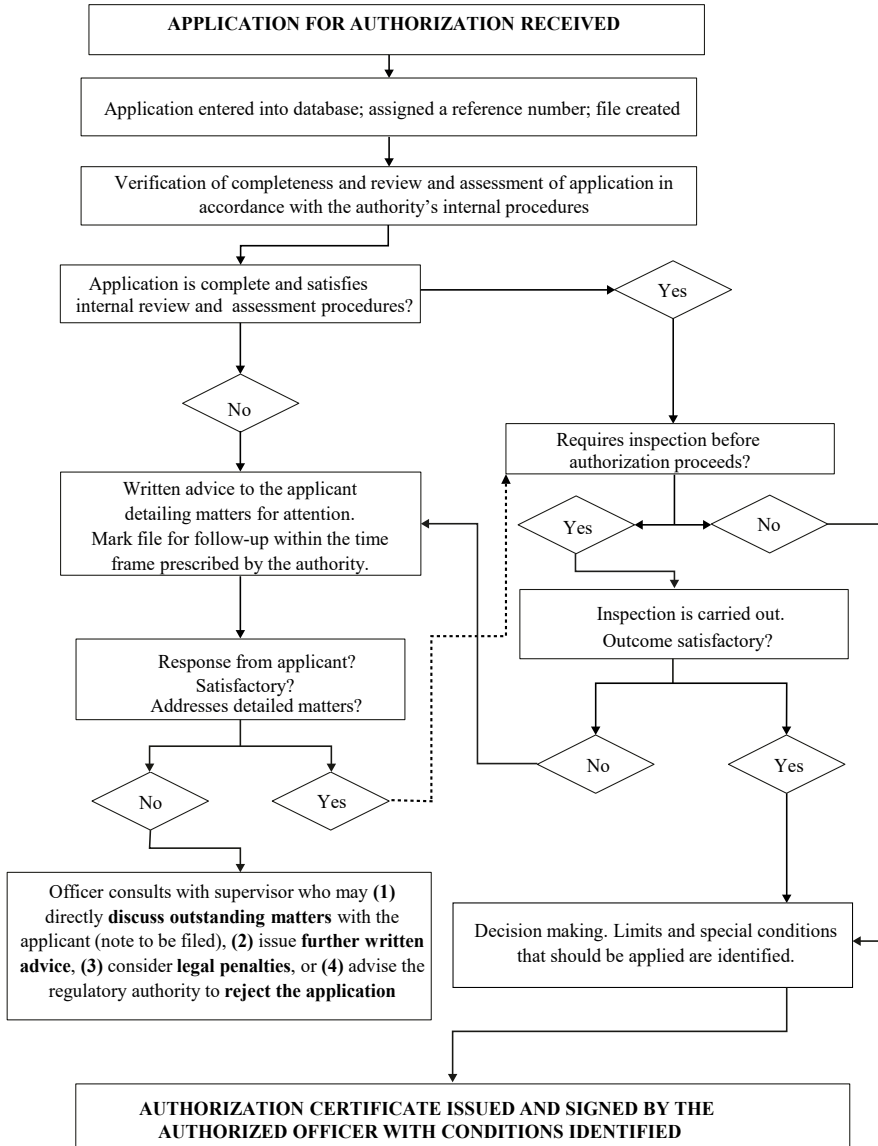 APPLICATION FOR AUTHORIZATION RECEIVED
Application entered into database; assigned a reference number; file created
Verification of completeness and review and assessment of application in
accordance with the authority’s internal procedures
Application is complete and satisfies
internal review and assessment procedures?
Yes
No
Requires inspection before
authorization proceeds?
Written advice to the applicant
detailing matters for attention.
Mark file for follow-up within the time
frame prescribed by the authority.
Yes
No
Inspection is carried out.
Outcome satisfactory?
Response from applicant?
Satisfactory?
Addresses detailed matters?
No
Yes
No
Yes
Officer consults with supervisor who may (1)
directly discuss outstanding matters with the
applicant (note to be filed), (2) issue further written
advice, (3) consider legal penalties, or (4) advise the
regulatory authority to reject the application
Decision making. Limits and special conditions
that should be applied are identified.
AUTHORIZATION CERTIFICATE ISSUED AND SIGNED BY THE
AUTHORIZED OFFICER WITH CONDITIONS IDENTIFIED